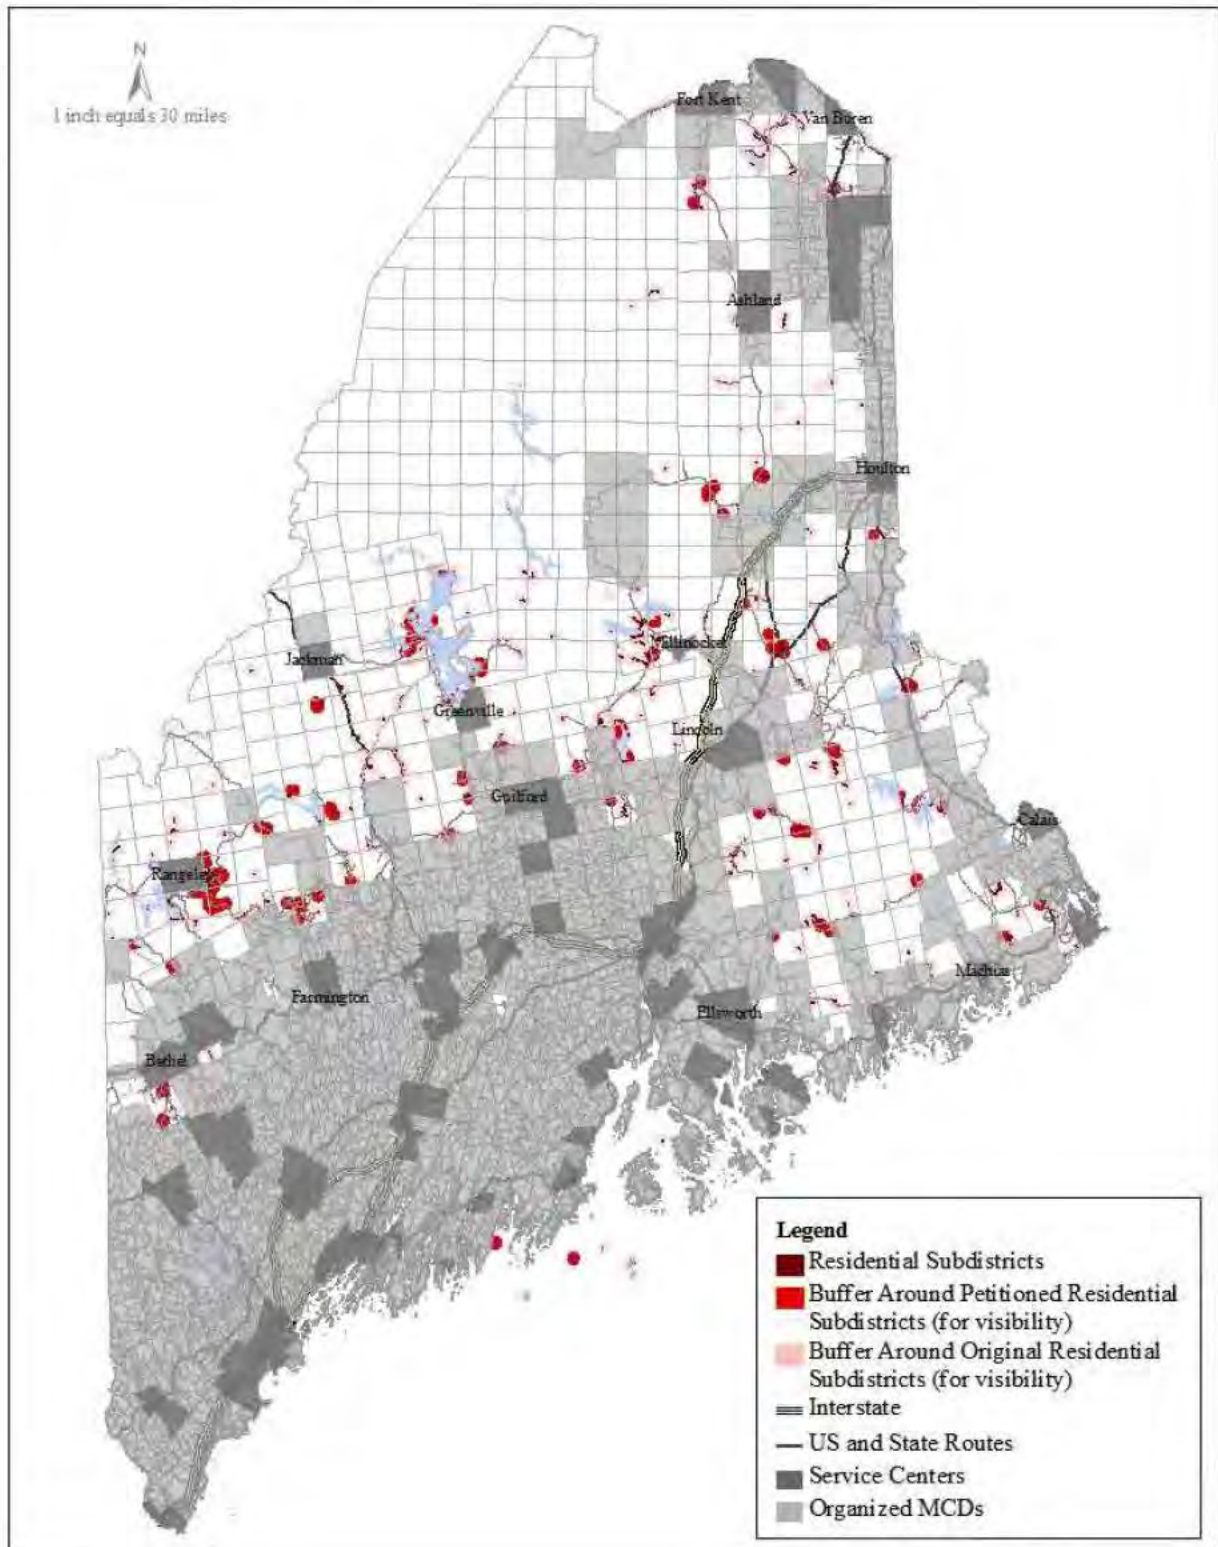 N
1 inch equals 30 miles
Fort Kent
Van Buren
Ashland
Houlton
Jackman
Millinocket
Greenville
Lincoln
Guilford
Calais
Rangeley
Machias
Farmington
Ellsworth
Bethel
Legend
Residential Subdistricts
Buffer Around Petitioned Residential
Subdistricts (for visibility)
Buffer Around Original Residential
Subdistricts (for visibility)
Interstate
US and State Routes
Service Centers
Organized MCDs